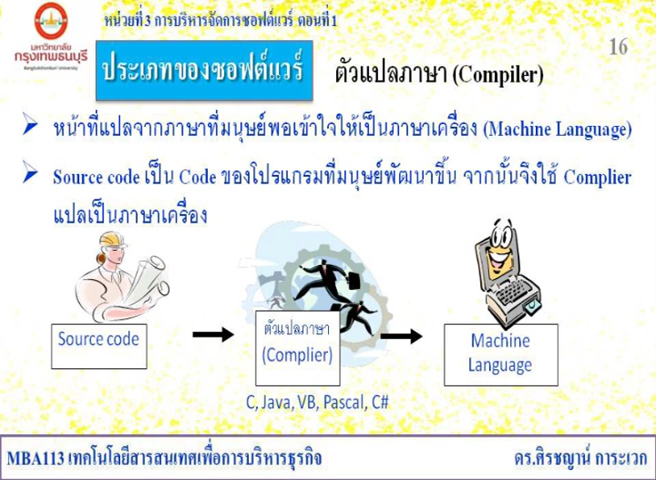 หน่วยที่ 3 การบริหารจัดการซอฟต์แวร์ ตอนที่ 1
มหาวิทยาลัย
กรุงเทพธนบุรี
Bangkokthonburi University
16
ประเภทของซอฟต์แวร์
ตัวแปลภาษา (Compiler)
หน้าที่แปลจากภาษาที่มนุษย์พอเข้าใจให้เป็นภาษาเครื่อง (Machine Language)
Source code เป็น Code ของโปรแกรมที่มนุษย์พัฒนาขึ้น จากนั้นจึงใช้ Complier
แปลเป็นภาษาเครื่อง
Source code
ตัวแปลภาษา
(Complier)
Machine
Language
C, Java, VB, Pascal, C#
MBA113 เทคโนโลยีสารสนเทศเพื่อการบริหารธุรกิจ
ดร.ศิรชญาน์ การะเวก